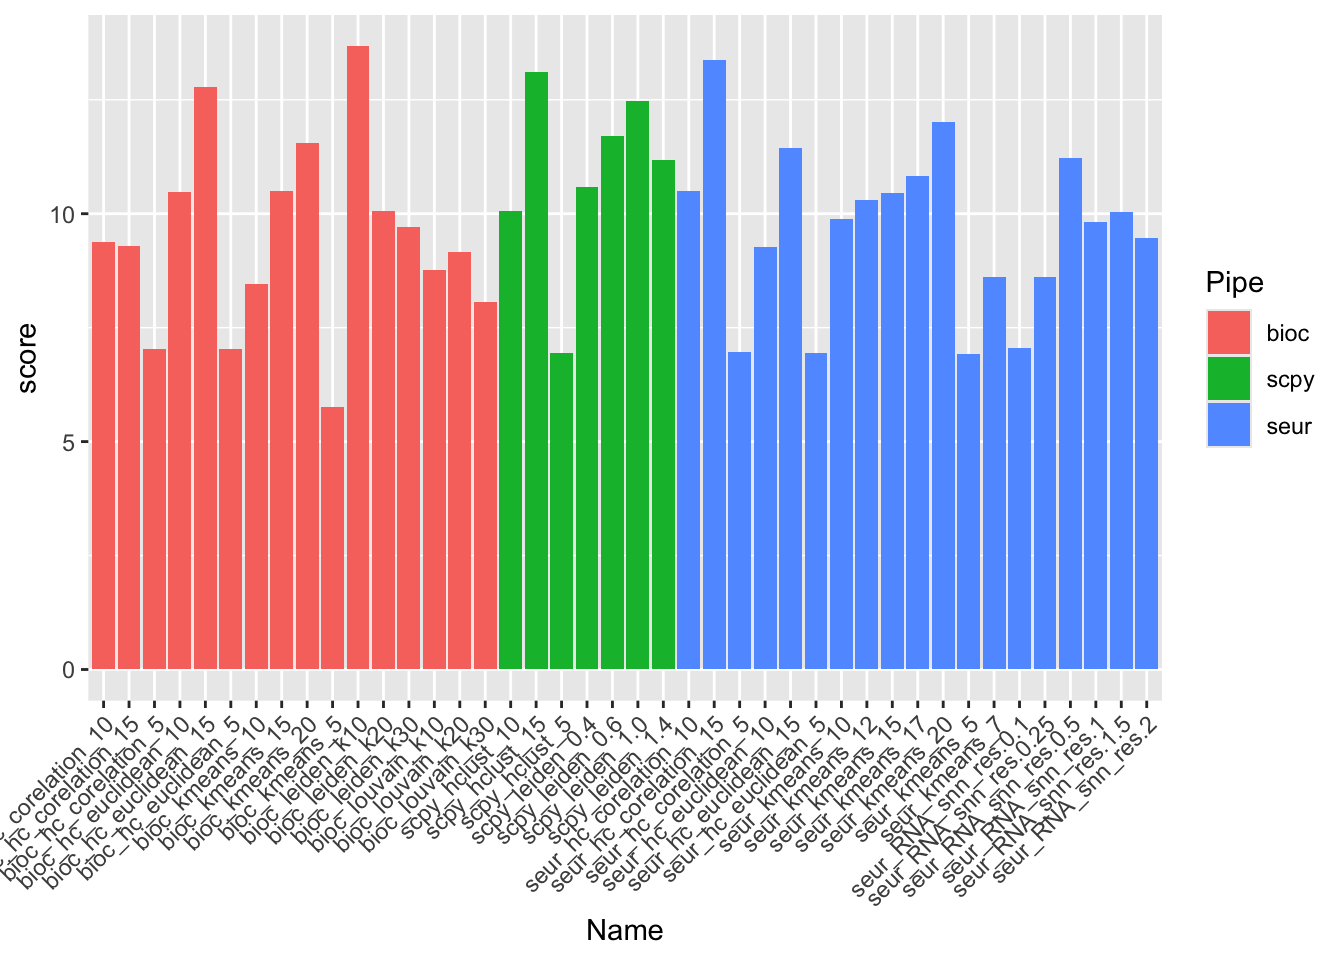 score
10
5
0
c_corelation_10
_hc_corelation_15
bioc_hc_corelation_5
bioc_hc_euclidean_10
bioc_hc_euclidean_15
bioc_hc_euclidean_5
bioc_kmeans_10
bioc_kmeans_15
bioc_kmeans_20
bioc_kmeans_5
bioc_leiden_k10
bioc_leiden_k20
bioc_leiden_k30
bioc_louvain_k10
bioc_louvain_k20
bioc_louvain_k30
scpy_hclust_10
scpy_hclust_15
scpy_hclust_5
scpy_leiden_0.4
scpy_leiden_0.6
scpy_leiden_1.0
scpy_leiden_1.4
seur_hc_corelation_10
seur_hc_corelation_15
seur_hc_corelation_5
seur_hc_euclidean_10
seur_hc_euclidean_15
seur_hc_euclidean_5
seur_kmeans_10
seur_kmeans_12
seur_kmeans_15
seur_kmeans_17
seur_kmeans_20
seur_kmeans_5
seur_kmeans_7
seur_RNA_snn_res.0.1
seur_RNA_snn_res.0.25
seur_RNA_snn_res.0.5
seur_RNA_snn_res.1
seur_RNA_snn_res.1.5
seur_RNA_snn_res.2
Name
Pipe
bioc
scpy
seur